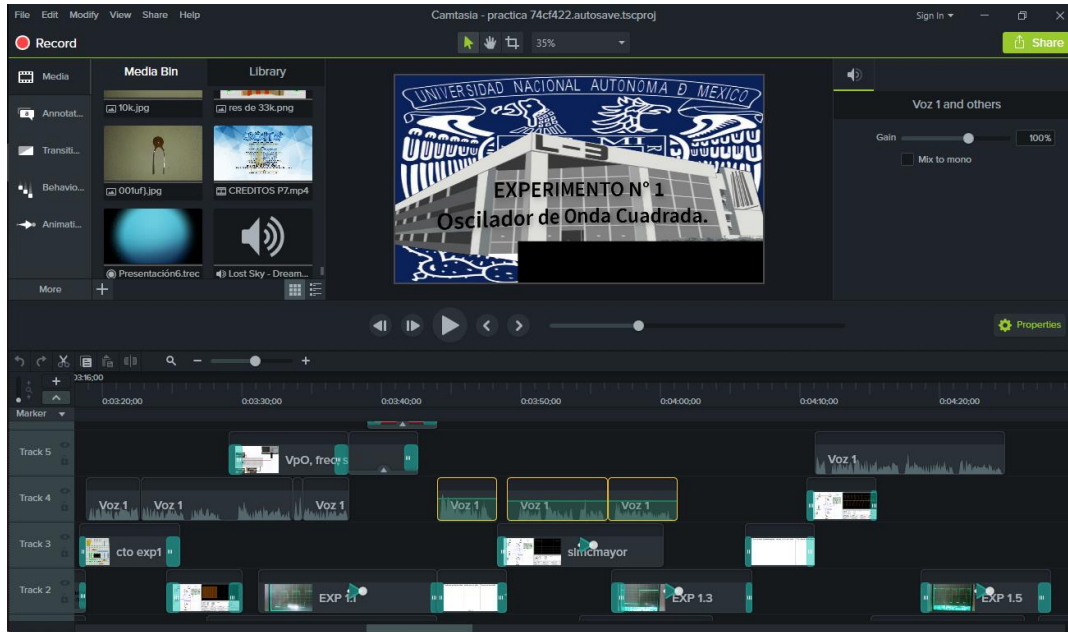 File Edit Modify View Share Help
Camtasia - practica 74cf422.autosave.tscproj
Sign In
Record
35%
Share
Media
Annotat...
Transiti...
Behavio...
Animati...
More
Media Bin
Library
10k.jpg
res de 33k.png
001uf}.jpg
CREDITOS P7.mp4
Presentación6.trec
Lost Sky - Dream...
UNIVERSIDAD NACIONAL AUTONOMA Đ MEXICO
L-3
EXPERIMENTO N° 1
Oscilador de Onda Cuadrada.
Voz 1 and others
Gain
100%
Mix to mono
Properties
Marker
0:03:20;00
0:03:30;00
0:03:40;00
0:03:50;00
0:04:00;00
0:04:10;00
0:04:20;00
Track 5
VpO, frec
Voz 1
Track 4
Voz 1
Voz 1
Voz 1
Voz 1
Voz 1
Voz 1
Track 3
cto exp1
Track 2
EXP 1.3
EXP 1.5